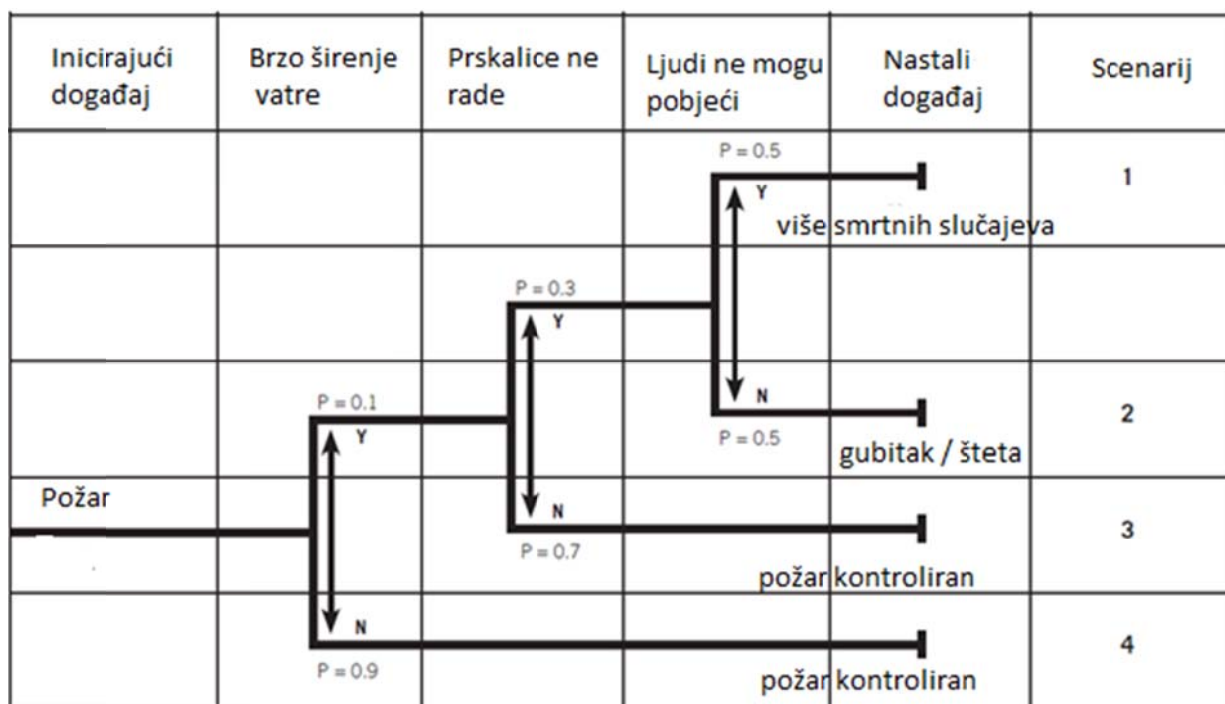 Inicirajući
događaj
Brzo širenje
vatre
Prskalice ne
rade
Ljudi ne mogu
pobjeći
Nastali
događaj
Scenarij
P = 0.5
Y
1
više smrtnih slučajeva
P = 0.3
Y
P = 0.1
Y
N
2
P = 0.5
gubitak / šteta
Požar
N
3
P = 0.7
požar kontroliran
N
4
P = 0.9
požar kontroliran